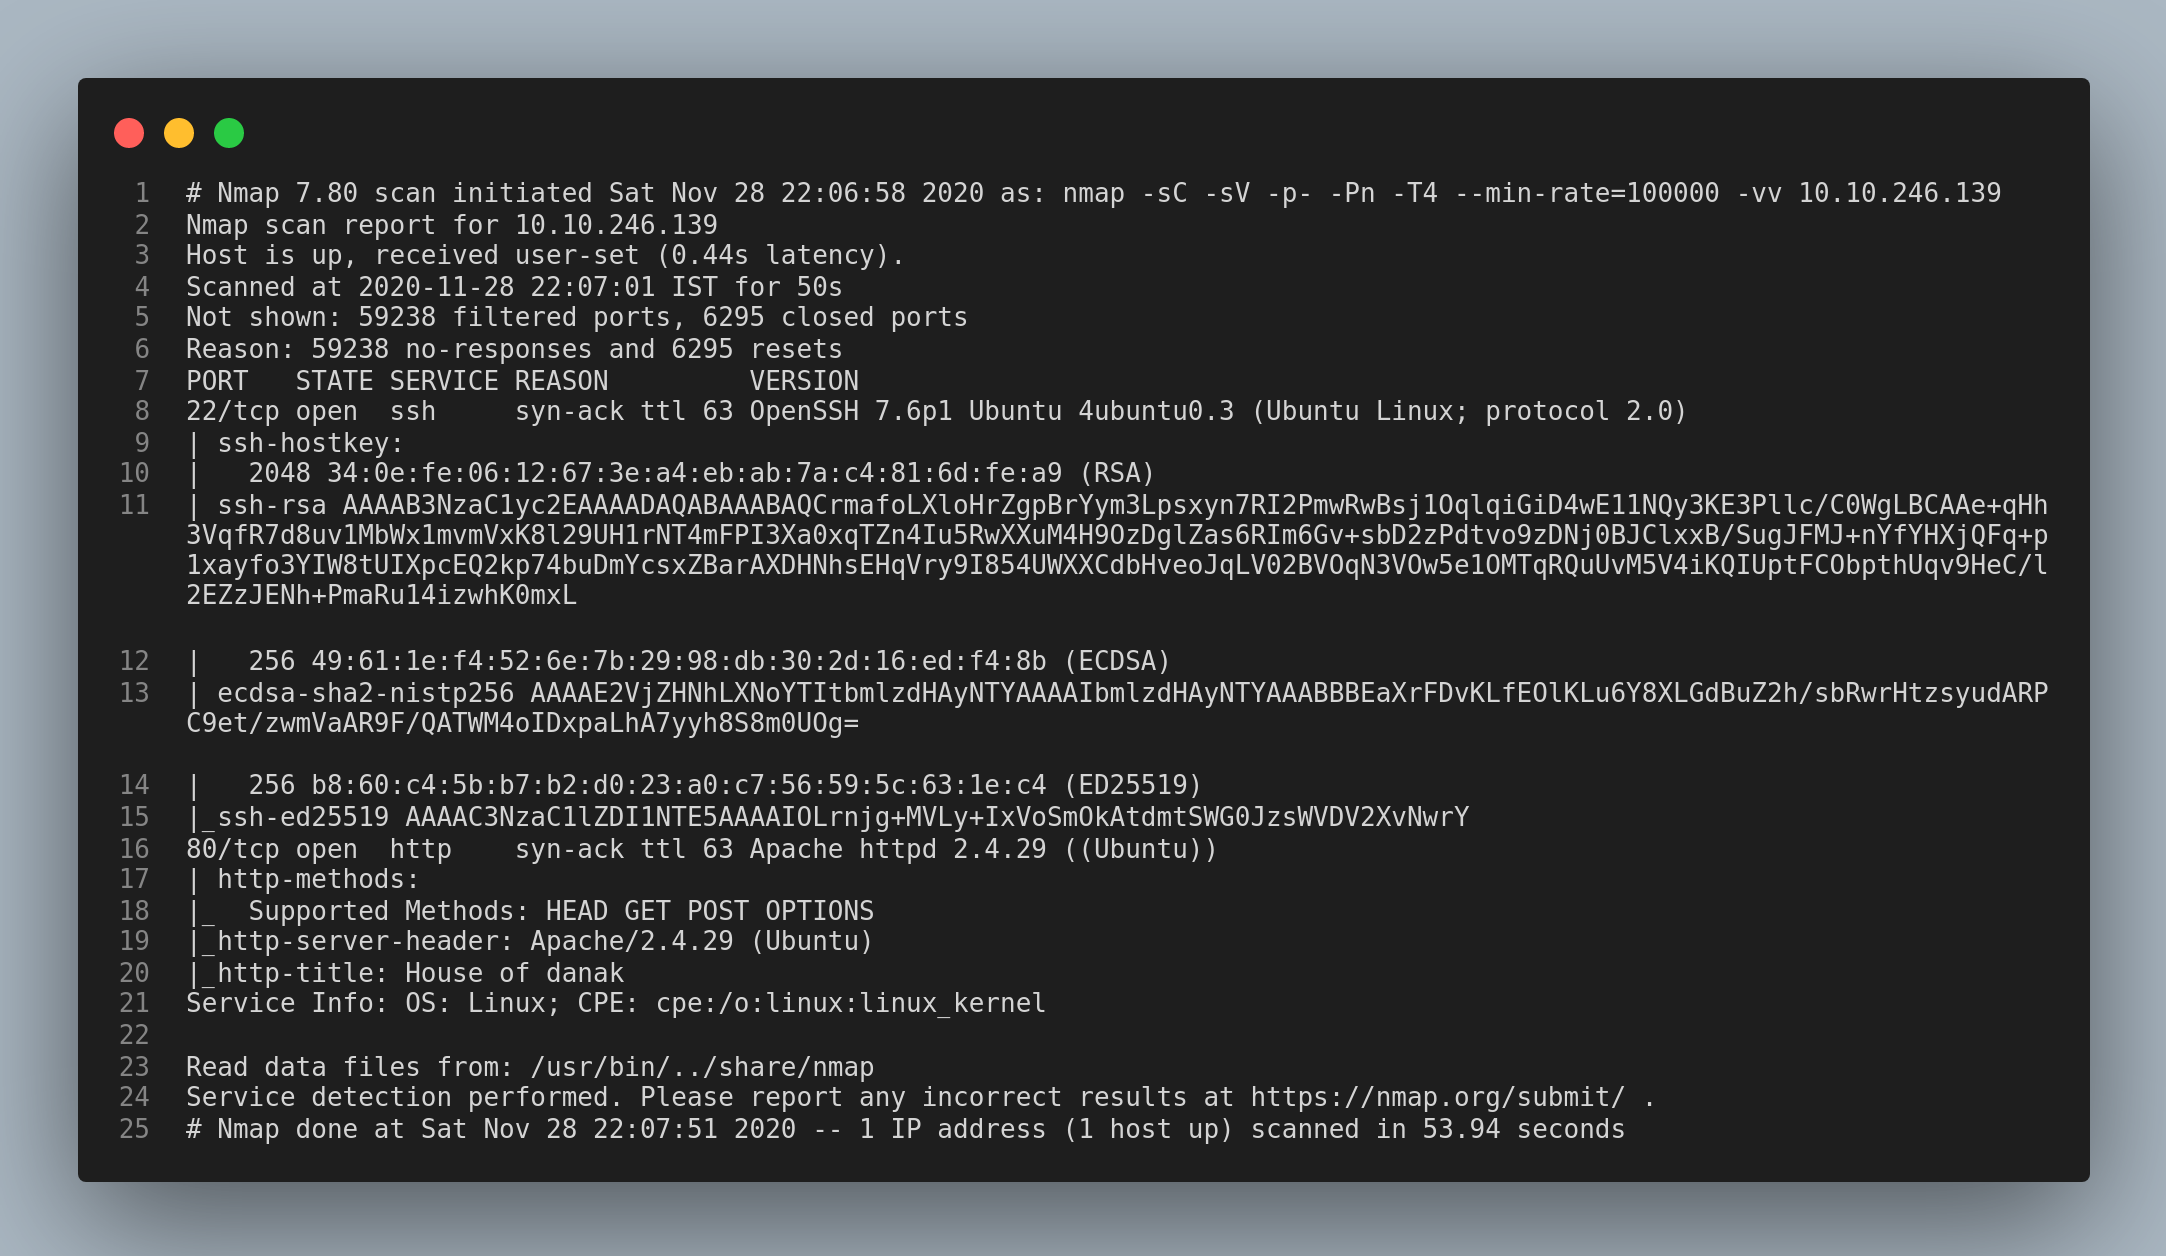 1 # Nmap 7.80 scan initiated Sat Nov 28 22:06:58 2020 as: nmap -sC -sV -p- -Pn -T4 --min-rate=100000 -vv 10.10.246.139
2 Nmap scan report for 10.10.246.139
3 Host is up, received user-set (0.44s latency).
4 Scanned at 2020-11-28 22:07:01 IST for 50s
5 Not shown: 59238 filtered ports, 6295 closed ports
6 Reason: 59238 no-responses and 6295 resets
7 PORT   STATE SERVICE REASON         VERSION
8 22/tcp open  ssh     syn-ack ttl 63 OpenSSH 7.6p1 Ubuntu 4ubuntu0.3 (Ubuntu Linux; protocol 2.0)
9 | ssh-hostkey:
10 |   2048 34:0e:fe:06:12:67:3e:a4:eb:ab:7a:c4:81:6d:fe:a9 (RSA)
11 | ssh-rsa AAAAB3NzaC1yc2EAAAADAQABAAABAQCrmafoLXloHrZgpBrYym3Lpsxyn7RI2PmwRwBsj1OqlqiGiD4wE11NQy3KE3Pllc/C0WgLBCAAe+qHh
3VqfR7d8uv1MbWx1mvmVxK8l29UH1rNT4mFPI3Xa0xqTZn4Iu5RwXXuM4H9OzDglZas6RIm6Gv+sbD2zPdtvo9zDNj0BJClxxB/SugJFMJ+nYfYHXjQFq+p
1xayfo3YIW8tUIXpcEQ2kp74buDmYcsxZBarAXDHNhsEHqVry9I854UWXXCdbHveoJqLV02BVOqN3VOw5e1OMTqRQuUvM5V4iKQIUptFCObpthUqv9HeC/l
2EZzJENh+PmaRu14izwhK0mxL
12 |   256 49:61:1e:f4:52:6e:7b:29:98:db:30:2d:16:ed:f4:8b (ECDSA)
13 | ecdsa-sha2-nistp256 AAAAE2VjZHNhLXNoYTItbmlzdHAyNTYAAAAIbmlzdHAyNTYAAABBBEaXrFDvKLfEOlKLu6Y8XLGdBuZ2h/sbRwrHtzsyudARP
C9et/zwmVaAR9F/QATWM4oIDxpaLhA7yyh8S8m0UOg=
14 |   256 b8:60:c4:5b:b7:b2:d0:23:a0:c7:56:59:5c:63:1e:c4 (ED25519)
15 |_ssh-ed25519 AAAAC3NzaC1lZDI1NTE5AAAAIOLrnjg+MVLy+IxVoSmOkAtdmtSWG0JzsWVDV2XvNwrY
16 80/tcp open  http    syn-ack ttl 63 Apache httpd 2.4.29 ((Ubuntu))
17 | http-methods:
18 |_  Supported Methods: HEAD GET POST OPTIONS
19 |_http-server-header: Apache/2.4.29 (Ubuntu)
20 |_http-title: House of danak
21 Service Info: OS: Linux; CPE: cpe:/o:linux:linux_kernel
22
23 Read data files from: /usr/bin/../share/nmap
24 Service detection performed. Please report any incorrect results at https://nmap.org/submit/ .
25 # Nmap done at Sat Nov 28 22:07:51 2020 -- 1 IP address (1 host up) scanned in 53.94 seconds